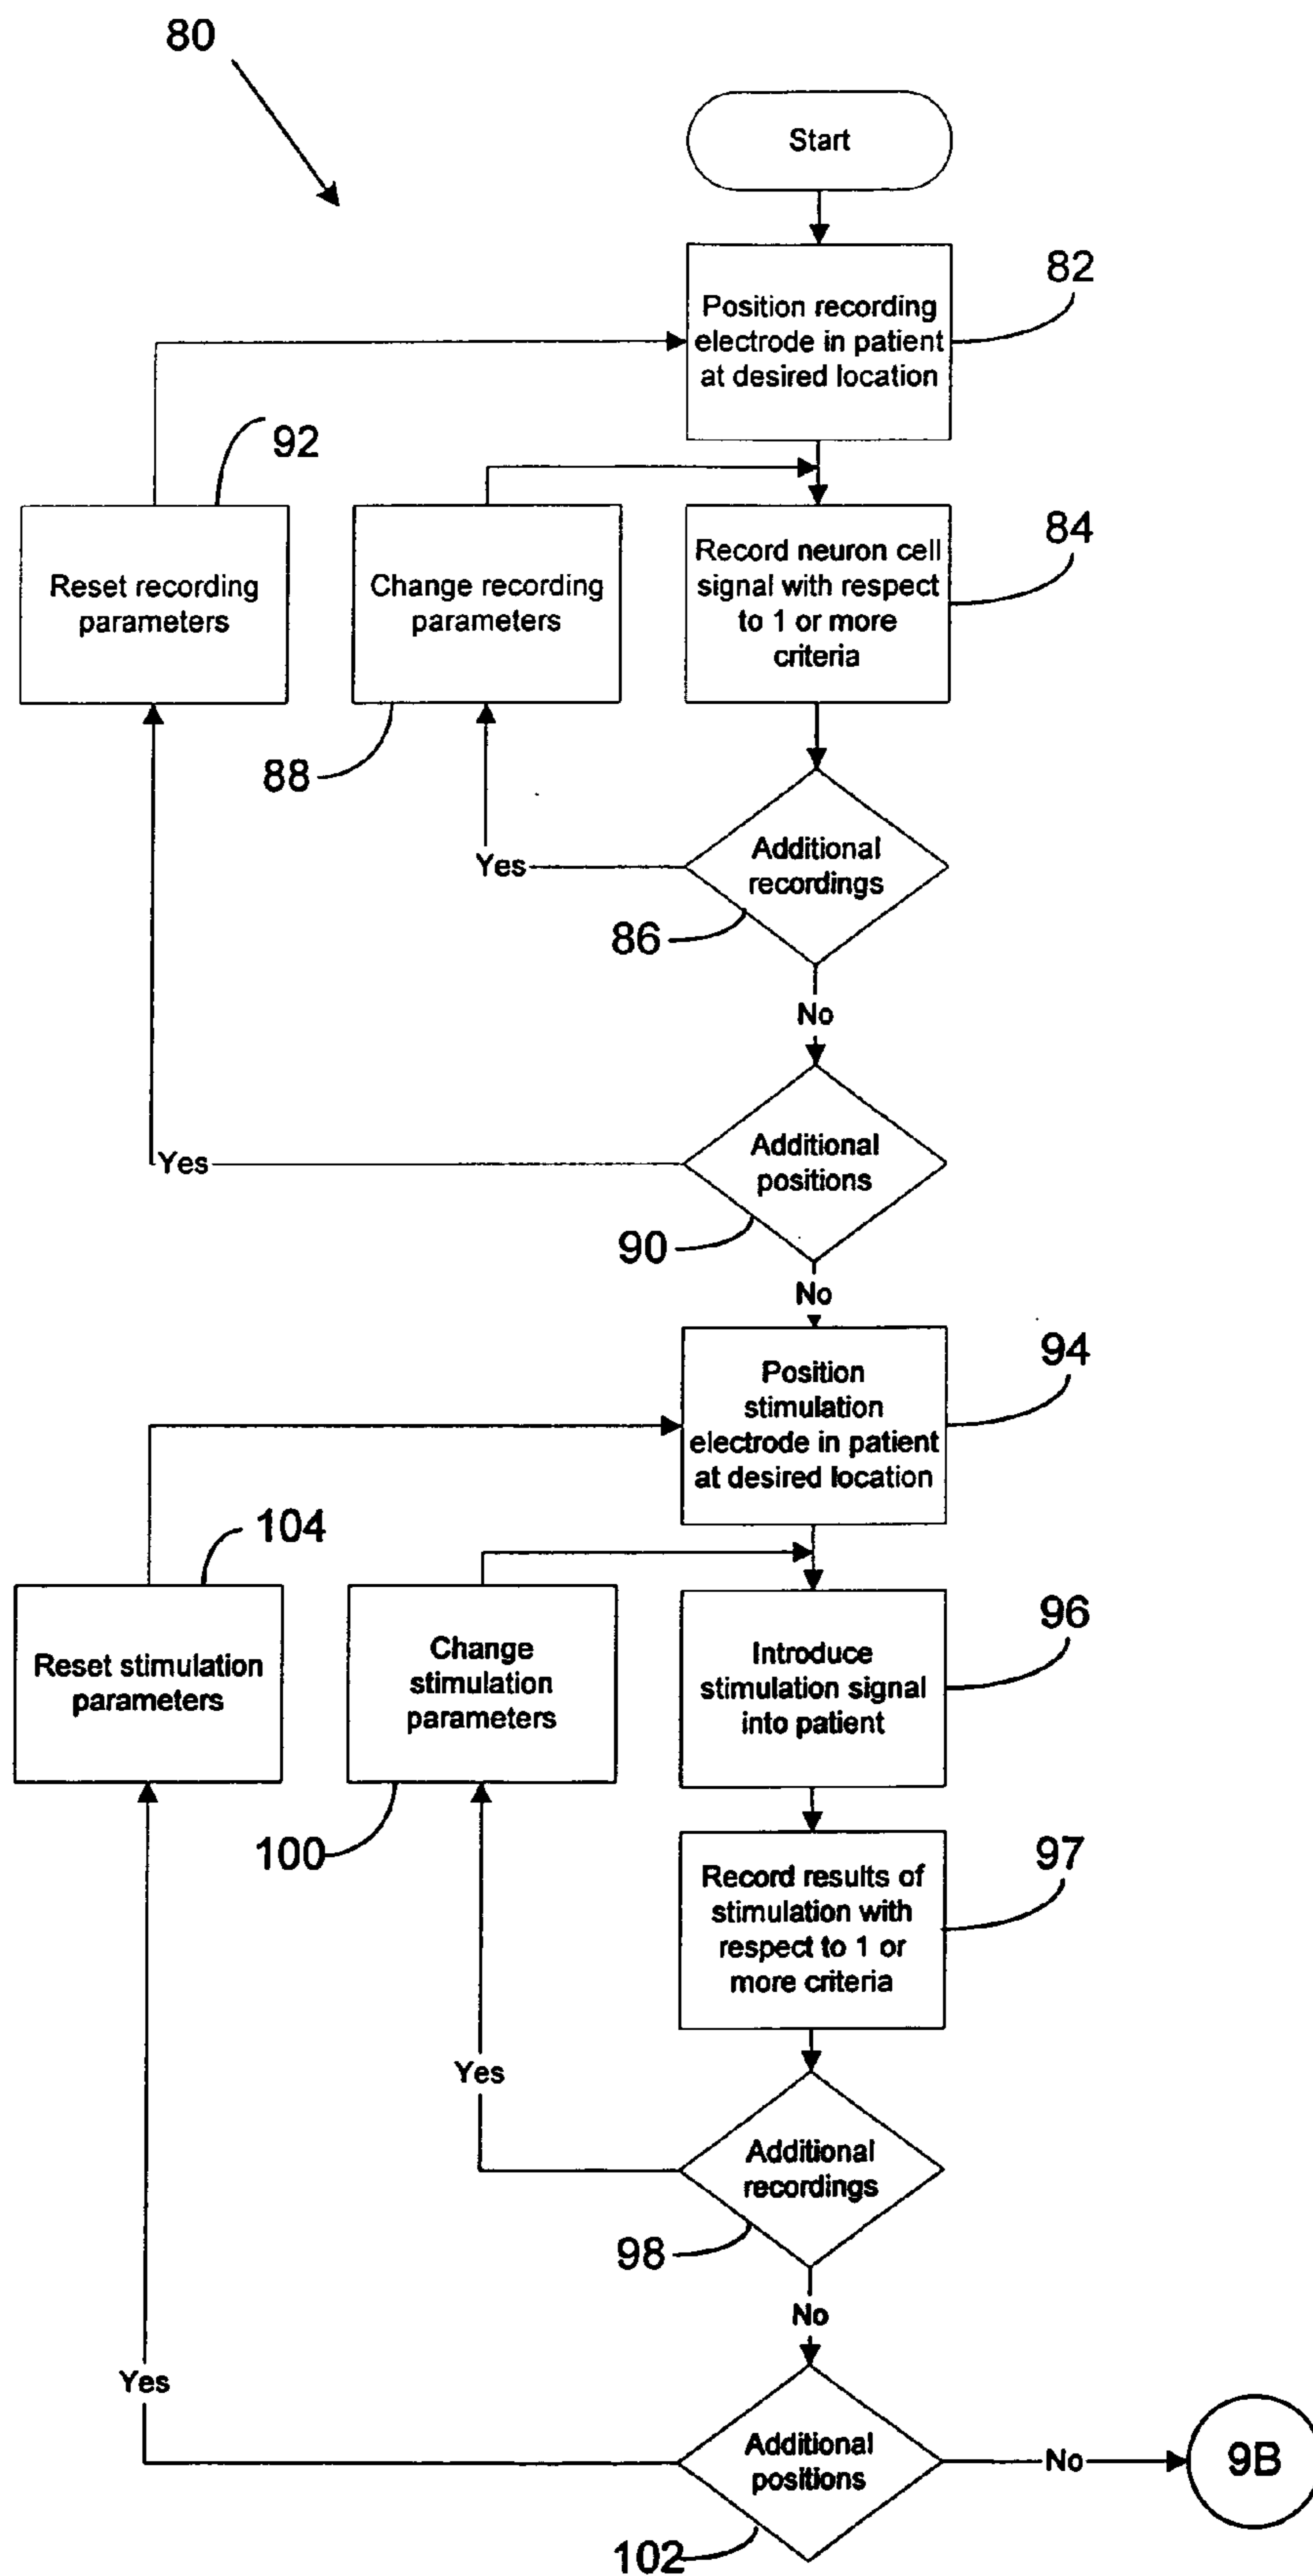 80
Start
82
Position recording
electrode in patient
at desired location
92
84
Reset recording
parameters
Change recording
parameters
Record neuron cell
signal with respect
to 1 or more
criteria
88
Yes
Additional
recordings
86
No
Yes
Additional
positions
90
No
94
Position
stimulation
electrode in patient
at desired location
104
96
Reset stimulation
parameters
Change
stimulation
parameters
Introduce
stimulation signal
into patient
100
97
Record results of
stimulation with
respect to 1 or
more criteria
Yes
Additional
recordings
98
No
Yes
Additional
positions
No
9B
102